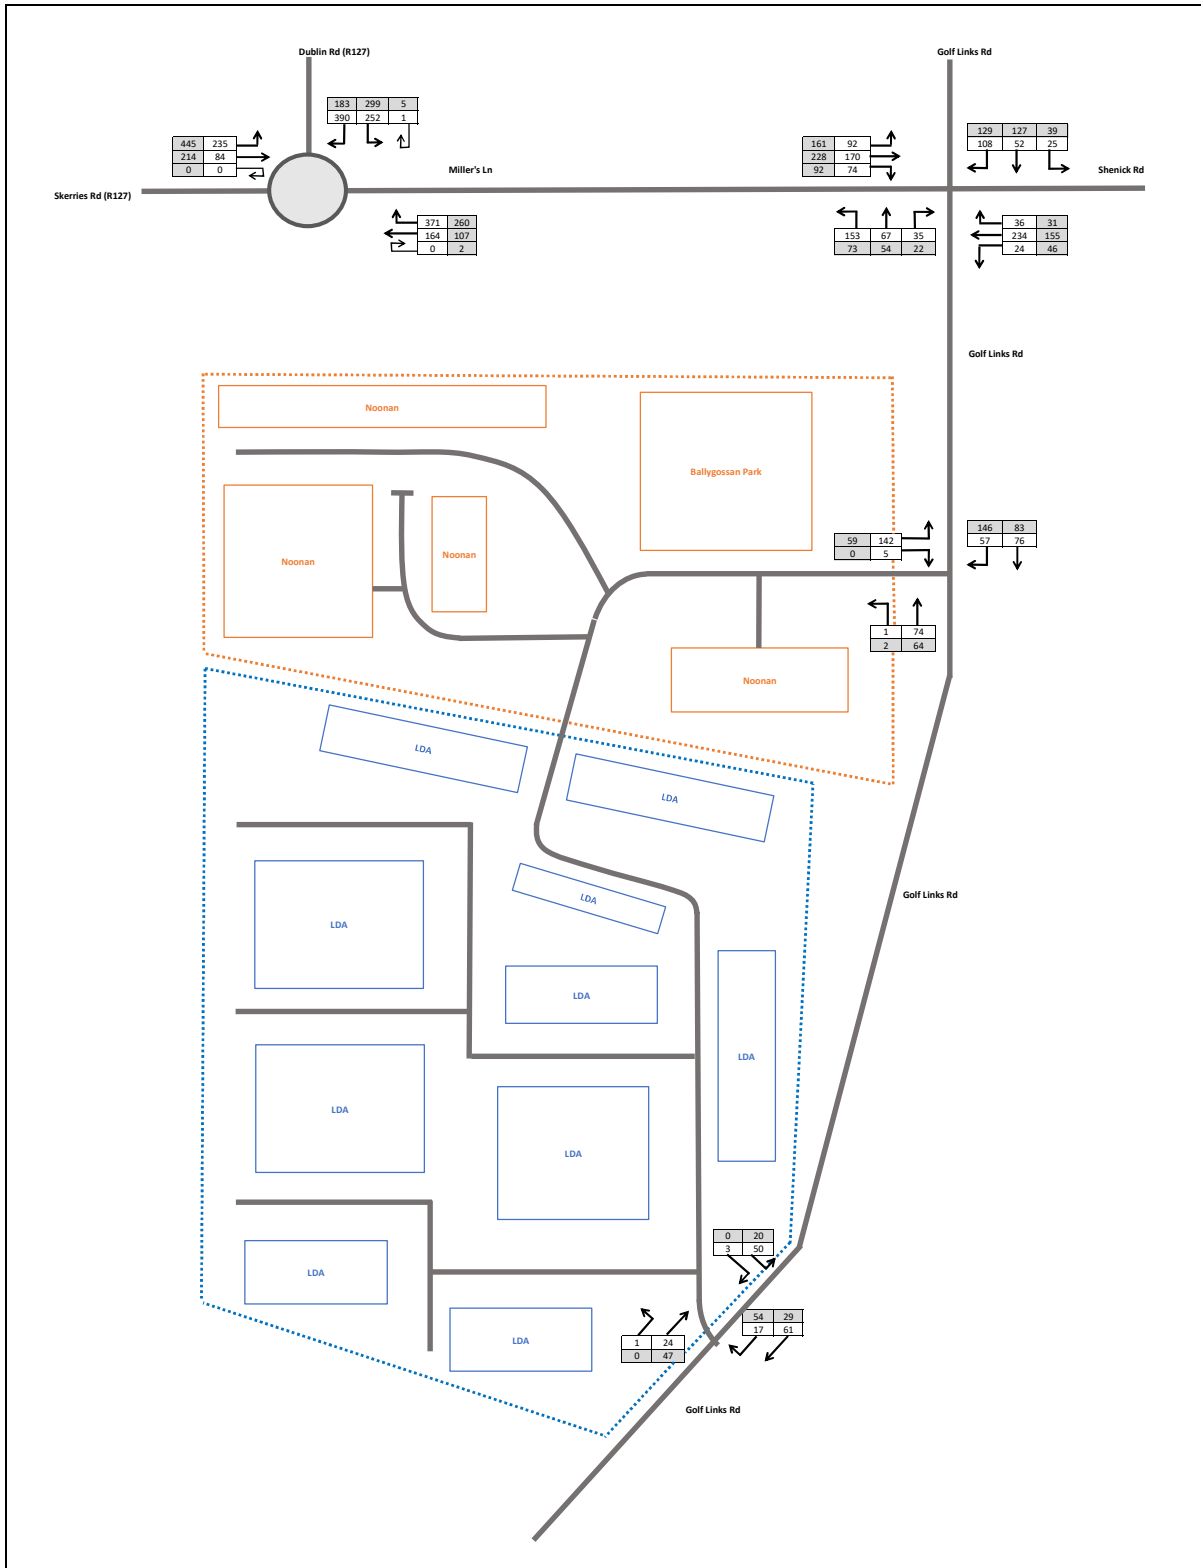 Dublin Rd (R127)
Golf Links Rd
183 299 5
390 252 1
445 235
214 84
0 0
161 92
228 170
92 74
129 127 39
108 52 25
Miller's Ln
Shenick Rd
Skerries Rd (R127)
371 260
164 107
0 2
153 67 35
73 54 22
36 31
234 155
24 46
Golf Links Rd
Noonan
Ballygossan Park
Noonan
Noonan
59 142
0 5
146 83
57 76
1 74
2 64
Noonan
LDA
LDA
LDA
LDA
Golf Links Rd
LDA
LDA
LDA
LDA
LDA
0 20
3 50
LDA
54 29
17 61
1 24
0 47
LDA
Golf Links Rd